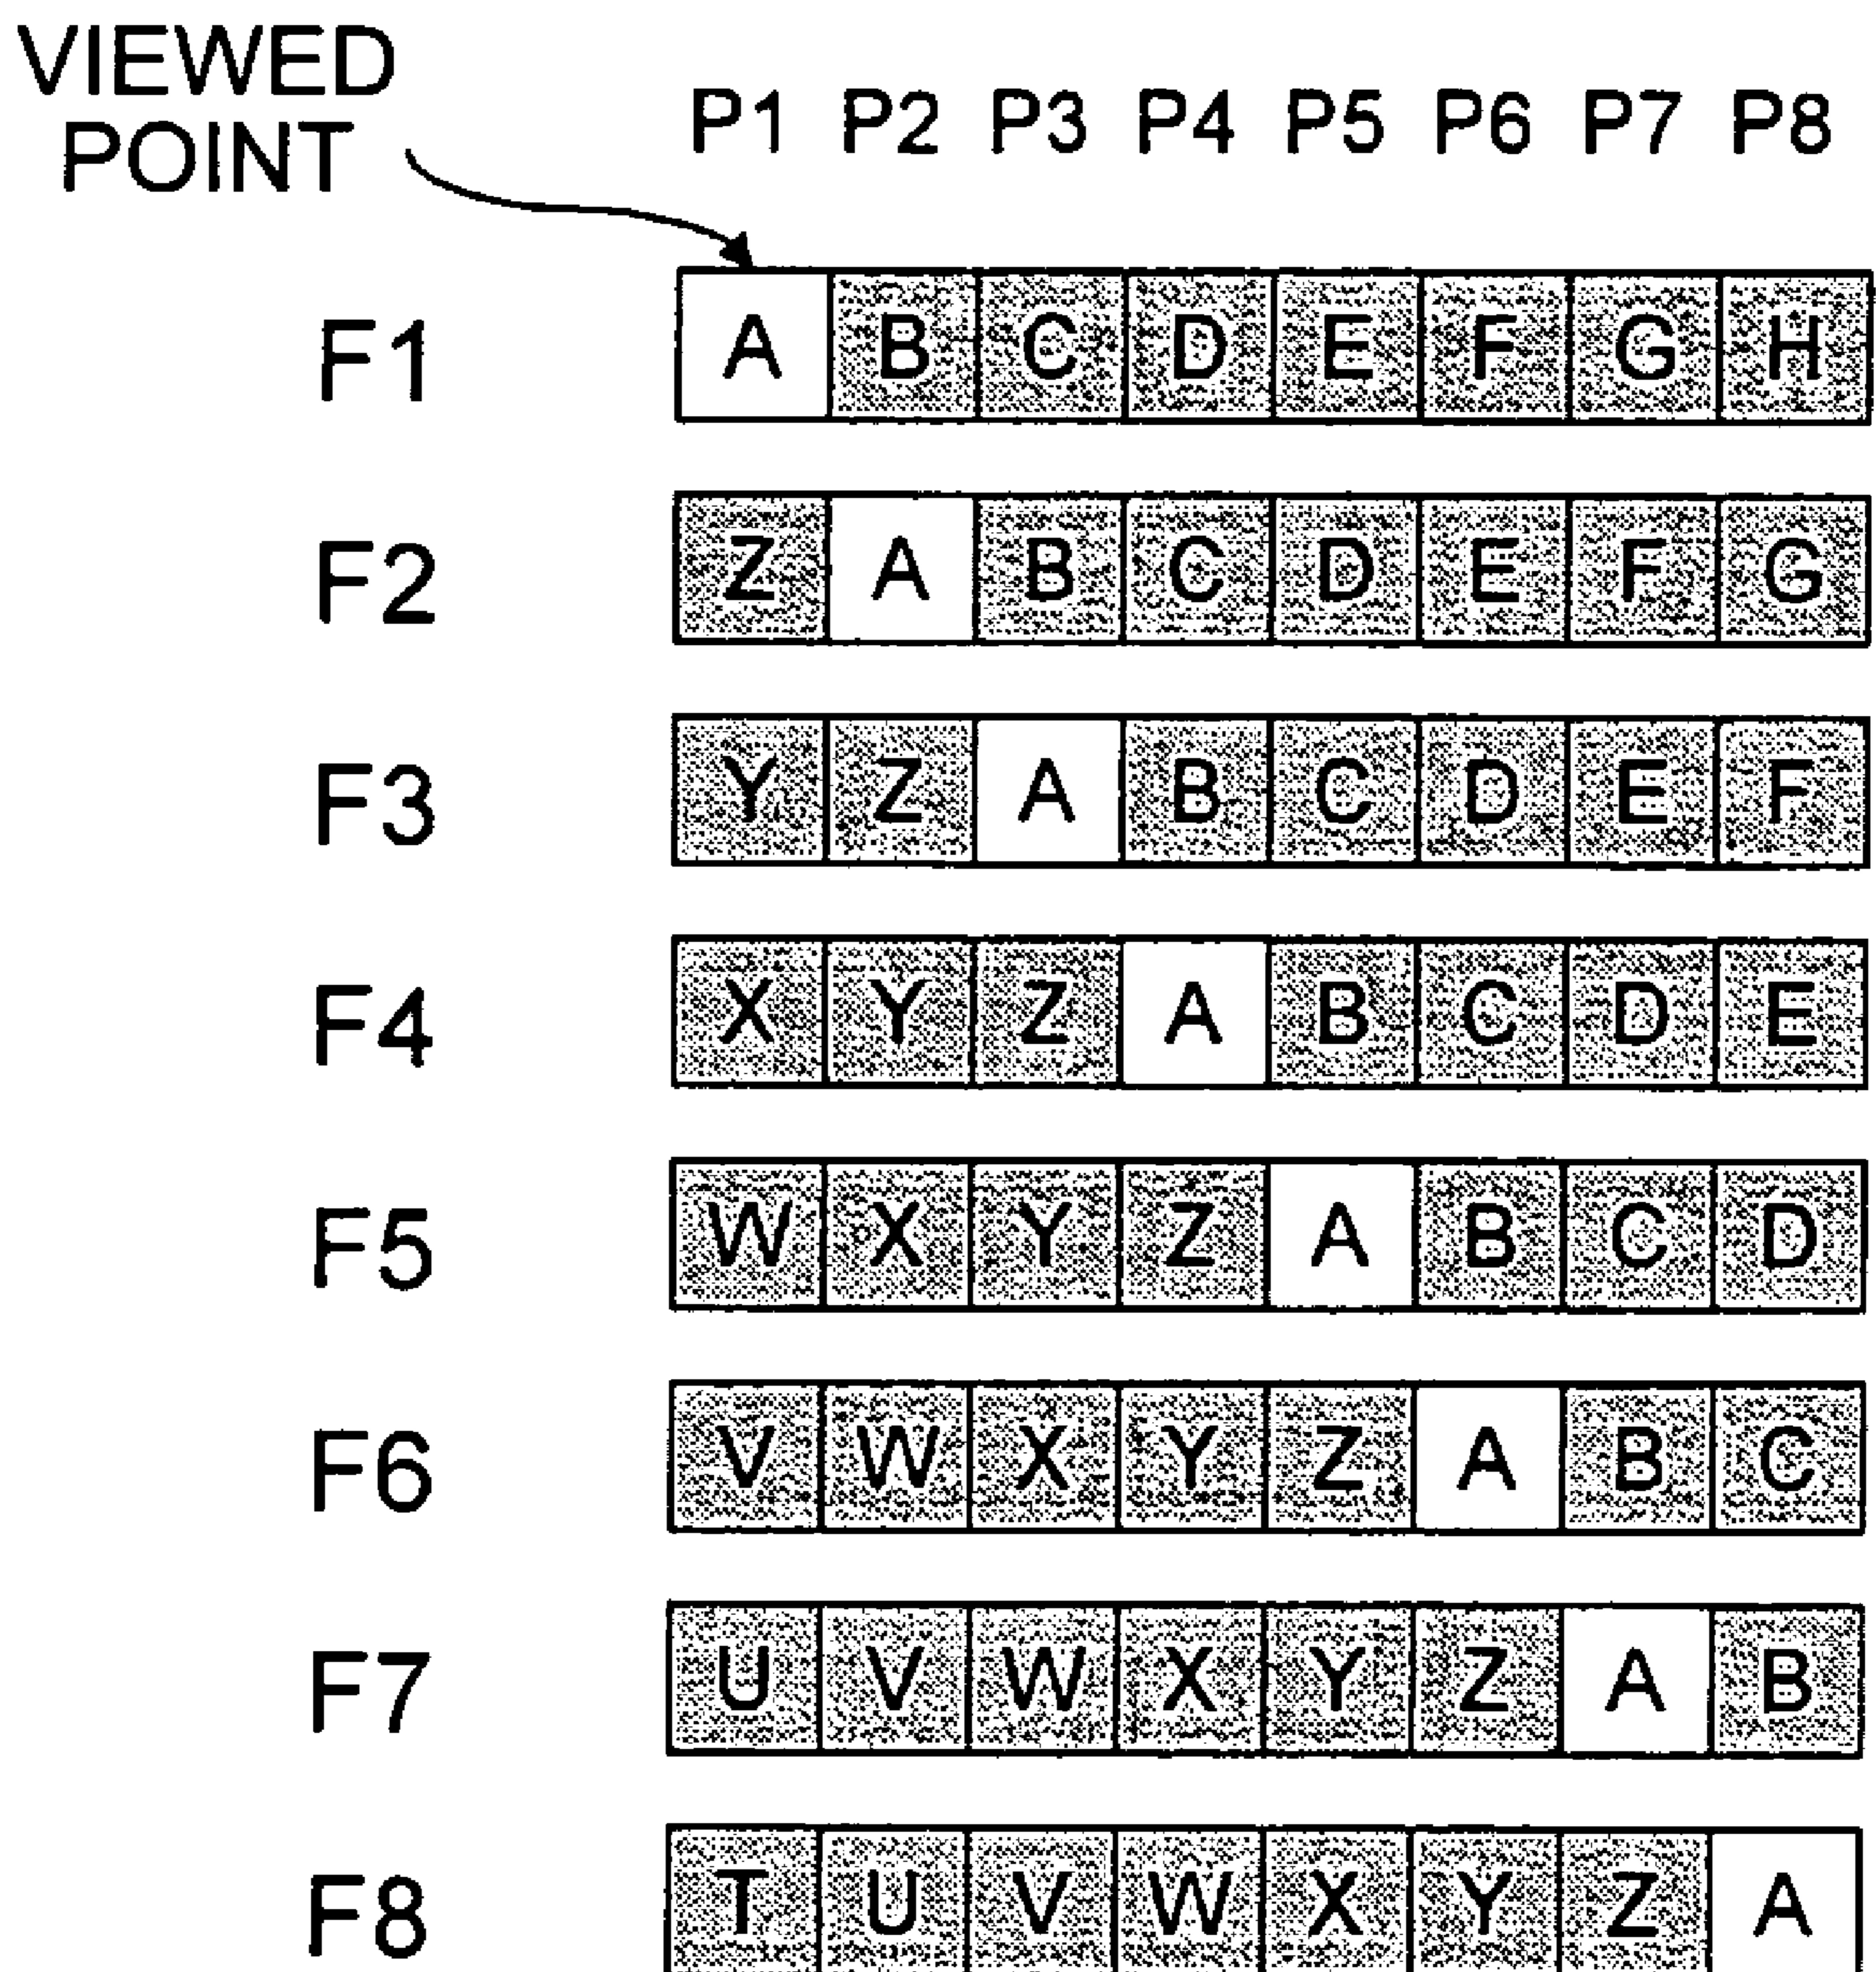 VIEWED
POINT
P1 P2 P3 P4 P5 P6 P7 P8
F1 A B C D E F G H
F2 Z A B C D E F G
F3 Y Z A B C D E F
F4 X Y Z A B C D E
F5 W X Y Z A B C D
F6 V W X Y Z A B C
F7 U V W X Y Z A B
F8 T U V W X Y Z A